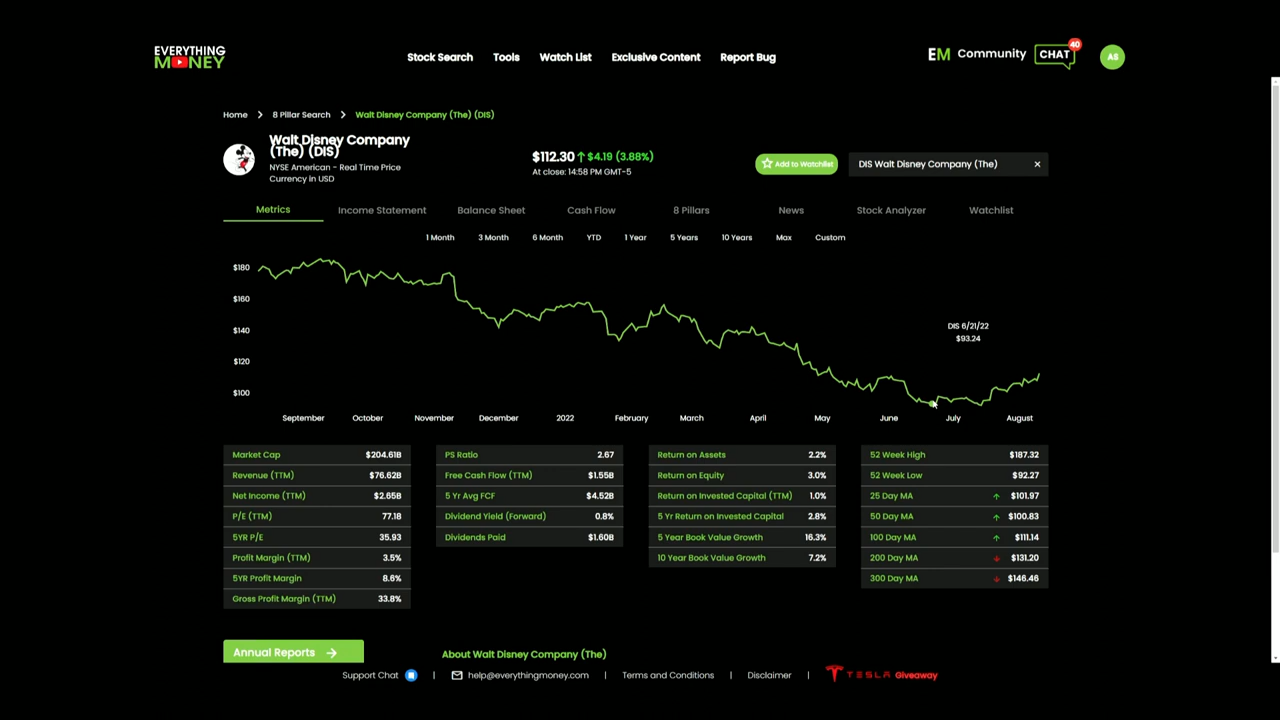 EVERYTHING
MONEY
Stock Search
Tools
Watch List
Exclusive Content
Report Bug
EM Community
CHAT
40
AS
Home > 8 Pillar Search > Walt Disney Company (The) (DIS)
Walt Disney Company
(The) (DIS)
NYSE American - Real Time Price
Currency in USD
$112.30 ↑ $4.19 (3.88%)
At close: 14:58 PM GMT-5
Add to Watchlist
DIS Walt Disney Company (The) ×
Metrics
Income Statement
Balance Sheet
Cash Flow
8 Pillars
News
Stock Analyzer
Watchlist
1 Month
3 Month
6 Month
YTD
1 Year
5 Years
10 Years
Max
Custom
$180
$160
$140
$120
$100
DIS 6/21/22
$93.24
September
October
November
December
2022
February
March
April
May
June
July
August
Market Cap $204.61B
Revenue (TTM) $76.62B
Net Income (TTM) $2.65B
P/E (TTM) 77.18
5YR P/E 35.93
Profit Margin (TTM) 3.5%
5YR Profit Margin 8.6%
Gross Profit Margin (TTM) 33.8%
PS Ratio 2.67
Free Cash Flow (TTM) $1.55B
5 Yr Avg FCF $4.52B
Dividend Yield (Forward) 0.8%
Dividends Paid $1.60B
Return on Assets 2.2%
Return on Equity 3.0%
Return on Invested Capital (TTM) 1.0%
5 Yr Return on Invested Capital 2.8%
5 Year Book Value Growth 16.3%
10 Year Book Value Growth 7.2%
52 Week High $187.32
52 Week Low $92.27
25 Day MA ↑ $101.97
50 Day MA ↑ $100.83
100 Day MA ↑ $111.14
200 Day MA ↓ $131.20
300 Day MA ↓ $146.46
Annual Reports →
About Walt Disney Company (The)
Support Chat | help@everythingmoney.com | Terms and Conditions | Disclaimer | TESLA Giveaway